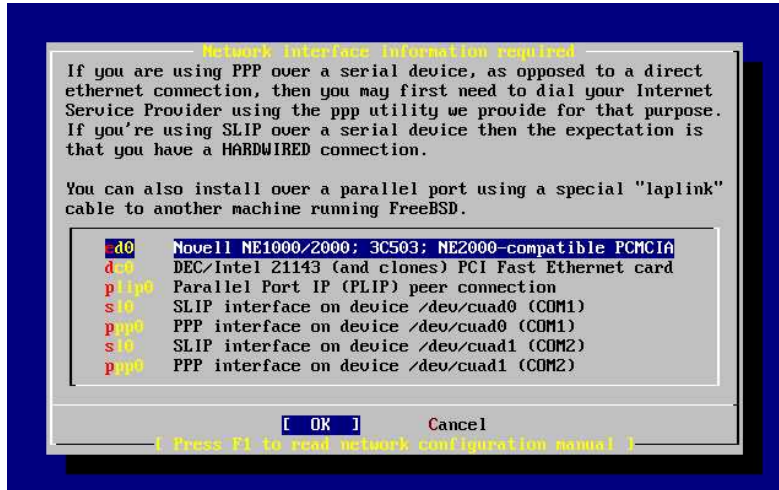 Network interface information required
If you are using PPP over a serial device, as opposed to a direct
ethernet connection, then you may first need to dial your Internet
Service Provider using the ppp utility we provide for that purpose.
If you're using SLIP over a serial device then the expectation is
that you have a HARDWIRED connection.
You can also install over a parallel port using a special "laplink"
cable to another machine running FreeBSD.
ed0 Novell NE1000/2000; 3C503; NE2000-compatible PCMCIA
dc0 DEC/Intel 21143 (and clones) PCI Fast Ethernet card
plip0 Parallel Port IP (PLIP) peer connection
sl0 SLIP interface on device /dev/cuad0 (COM1)
ppp0 PPP interface on device /dev/cuad0 (COM1)
sl0 SLIP interface on device /dev/cuad1 (COM2)
ppp0 PPP interface on device /dev/cuad1 (COM2)
[ OK ] Cancel
[ Press F1 to read network configuration manual ]